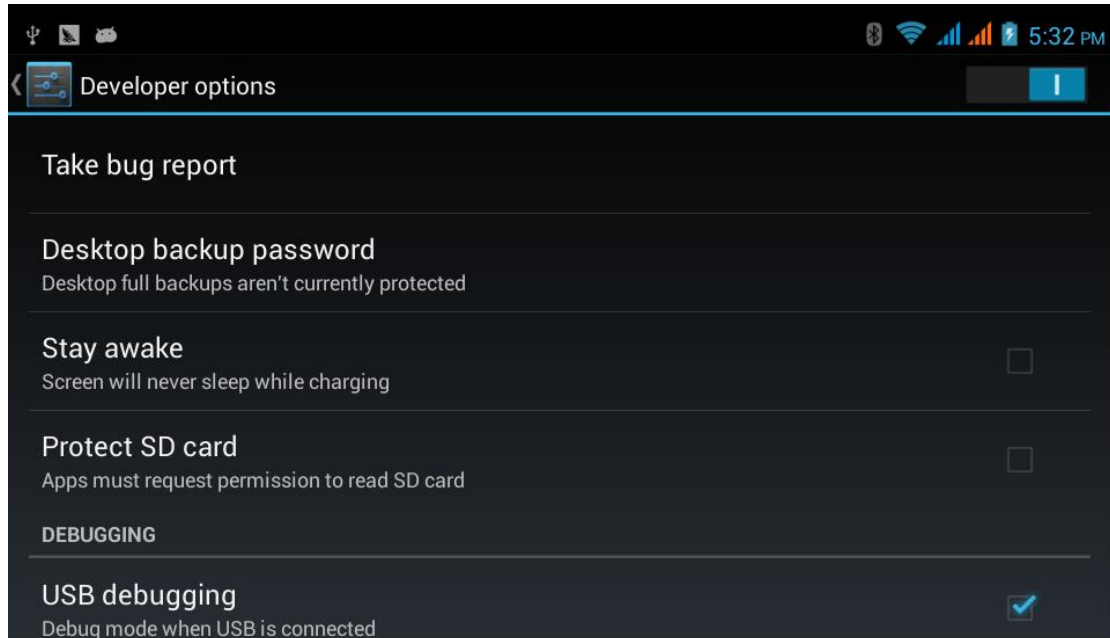 5:32 PM
Developer options
Take bug report
Desktop backup password
Desktop full backups aren't currently protected
Stay awake
Screen will never sleep while charging
Protect SD card
Apps must request permission to read SD card
DEBUGGING
USB debugging
Debug mode when USB is connected